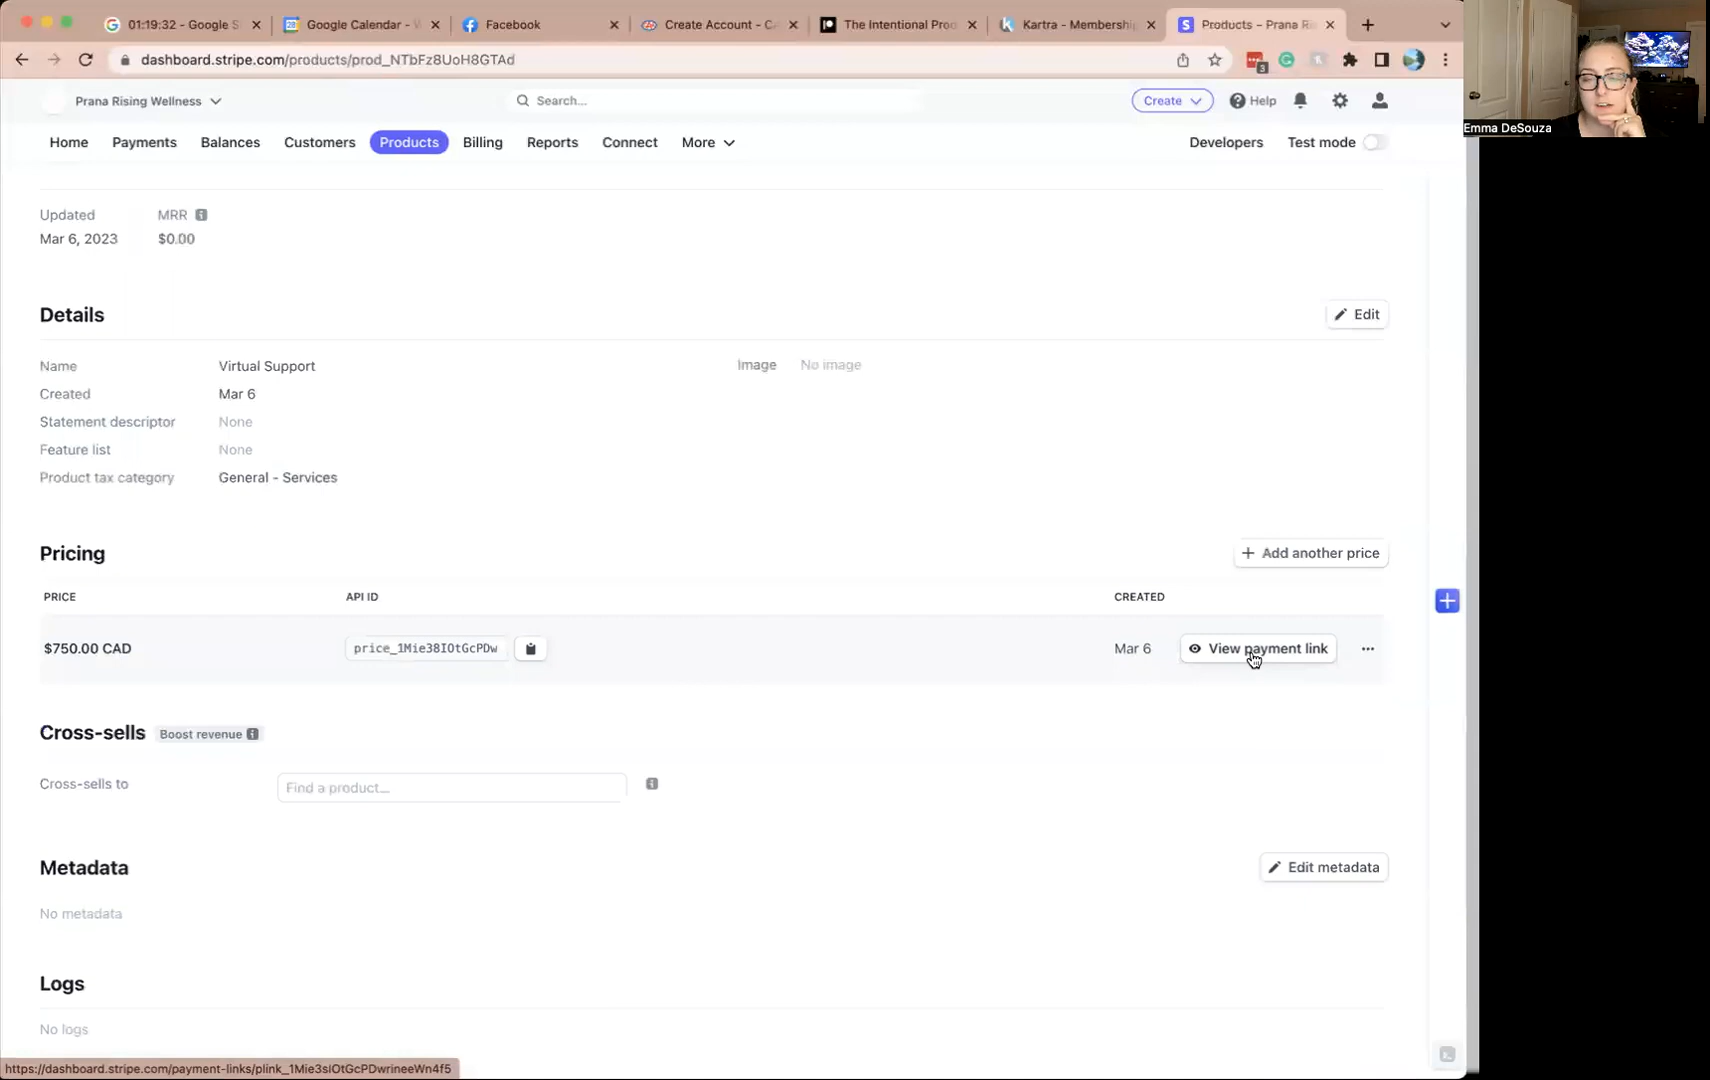 01:19:32 - Google S
Google Calendar - W
Facebook
Create Account - CA
The Intentional Proc
Kartra - Membership
Products – Prana Ris
dashboard.stripe.com/products/prod_NTbFz8UoH8GTAd
3
Prana Rising Wellness
Search...
Create
Help
Home
Payments
Balances
Customers
Products
Billing
Reports
Connect
More
Developers
Test mode
Emma DeSouza
Updated
MRR
Mar 6, 2023
$0.00
Details
Edit
Name
Virtual Support
Image
No image
Created
Mar 6
Statement descriptor
None
Feature list
None
Product tax category
General - Services
Pricing
Add another price
PRICE
API ID
CREATED
$750.00 CAD
price_1Mie38IOtGcPDw
Mar 6
View payment link
Cross-sells
Boost revenue
Cross-sells to
Find a product...
Metadata
Edit metadata
No metadata
Logs
No logs
https://dashboard.stripe.com/payment-links/plink_1Mie3siOtGcPDwrineeWn4f5